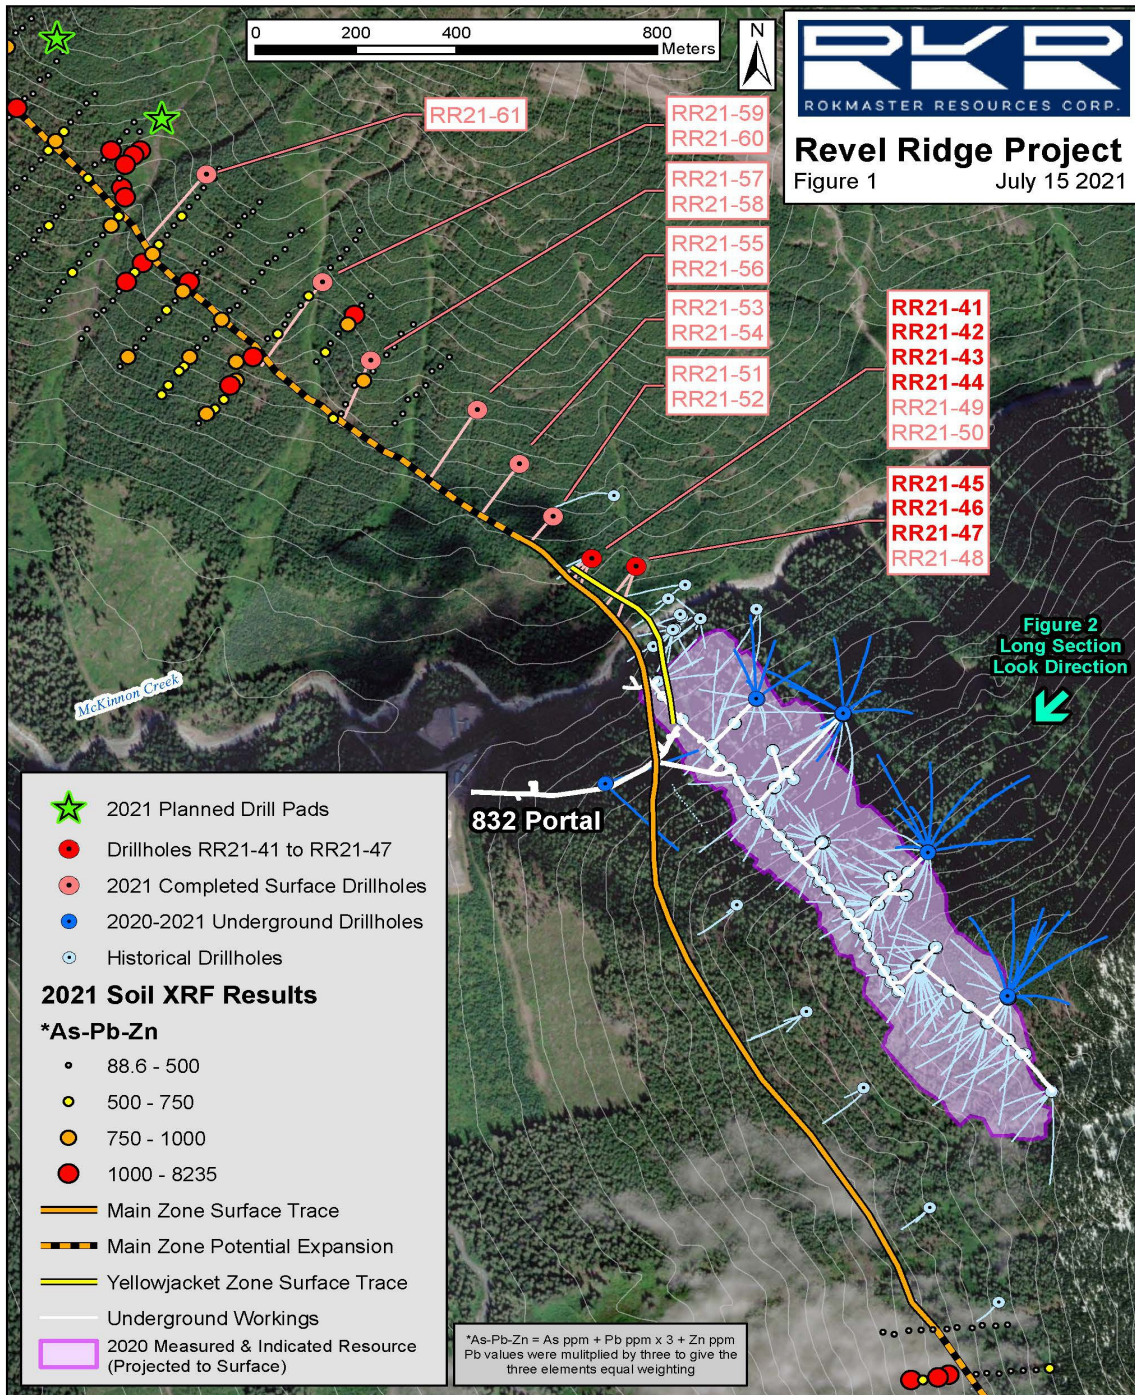 0 200 400 800
Meters
N
RKR
ROKMASTER RESOURCES CORP.
Revel Ridge Project
Figure 1 July 15 2021
RR21-61
RR21-59
RR21-60
RR21-57
RR21-58
RR21-55
RR21-56
RR21-53
RR21-54
RR21-51
RR21-52
RR21-41
RR21-42
RR21-43
RR21-44
RR21-49
RR21-50
RR21-45
RR21-46
RR21-47
RR21-48
Figure 2
Long Section
Look Direction
McKinnon Creek
832 Portal
2021 Planned Drill Pads
Drillholes RR21-41 to RR21-47
2021 Completed Surface Drillholes
2020-2021 Underground Drillholes
Historical Drillholes
2021 Soil XRF Results
*As-Pb-Zn
88.6 - 500
500 - 750
750 - 1000
1000 - 8235
Main Zone Surface Trace
Main Zone Potential Expansion
Yellowjacket Zone Surface Trace
Underground Workings
2020 Measured & Indicated Resource
(Projected to Surface)
*As-Pb-Zn = As ppm + Pb ppm x 3 + Zn ppm
Pb values were mulitplied by three to give the
three elements equal weighting